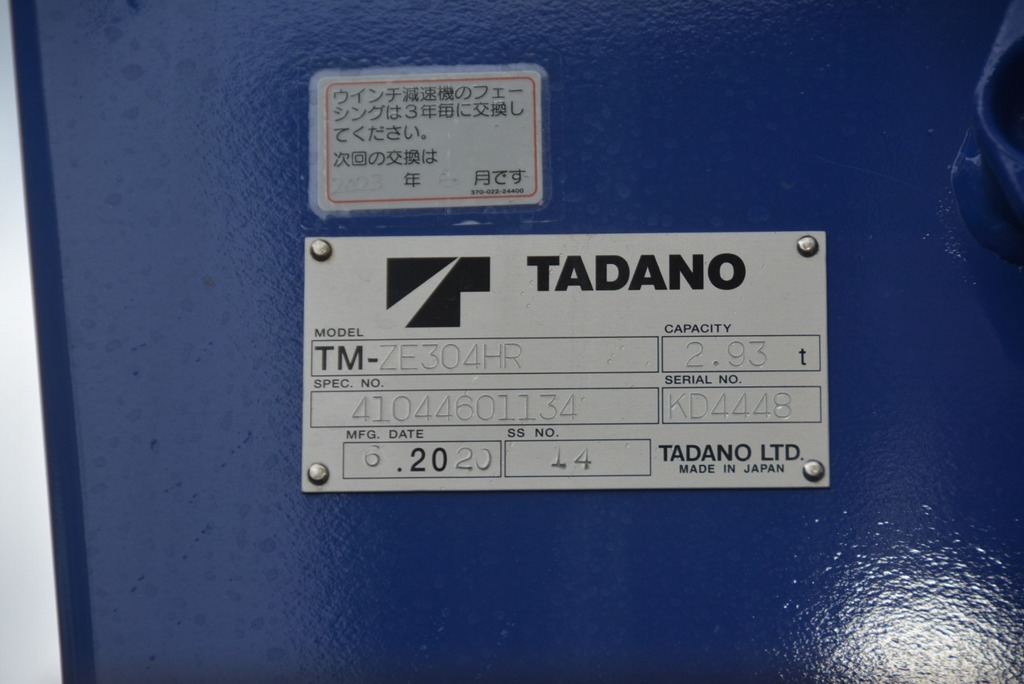 ウインチ減速機のフェー
シングは3年毎に交換し
てください。
次回の交換は
2023 年 6 月です
370-022-24400
TADANO
MODEL CAPACITY
TM-ZE304HR 2.93 t
SPEC. NO. SERIAL NO.
41044601134 KD4448
MFG. DATE SS NO.
6 .2020 14 TADANO LTD.
MADE IN JAPAN